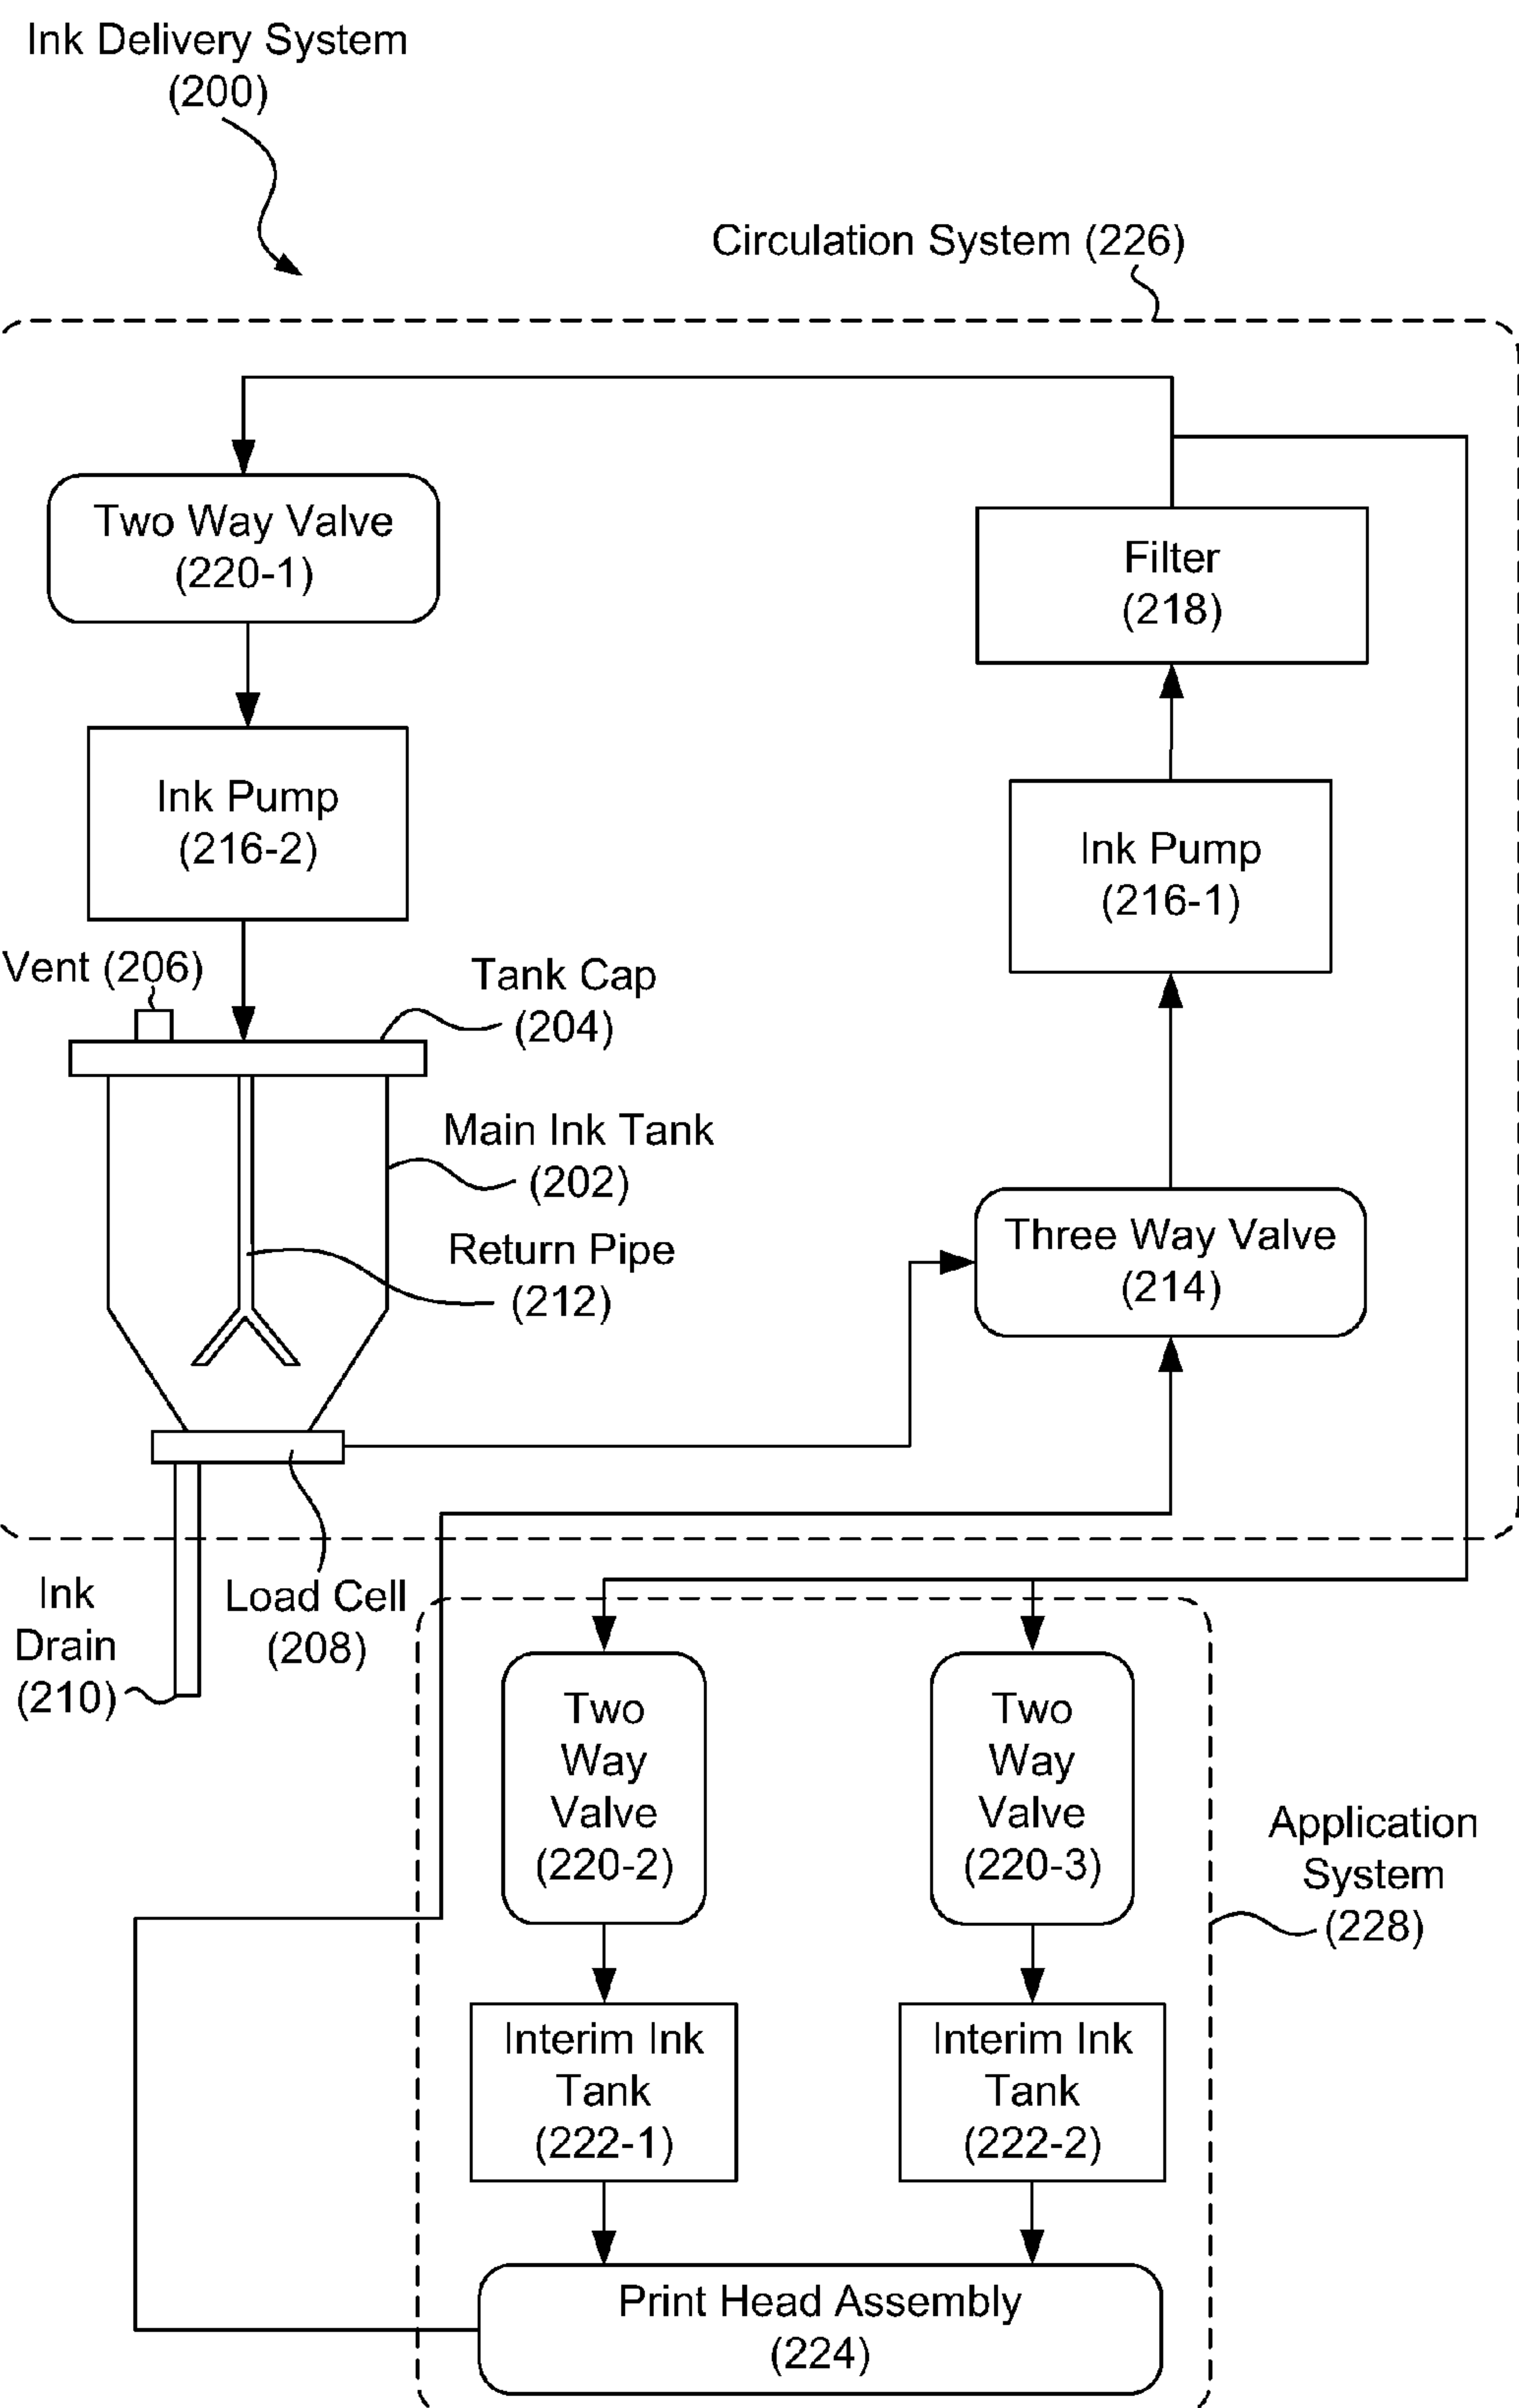 Ink Delivery System
(200)
Circulation System (226)
Two Way Valve
(220-1)
Filter
(218)
Ink Pump
(216-2)
Ink Pump
(216-1)
Vent (206)
Tank Cap
(204)
Main Ink Tank
(202)
Return Pipe
(212)
Three Way Valve
(214)
Ink
Drain
(210)
Load Cell
(208)
Two
Way
Valve
(220-2)
Two
Way
Valve
(220-3)
Application
System
(228)
Interim Ink
Tank
(222-1)
Interim Ink
Tank
(222-2)
Print Head Assembly
(224)